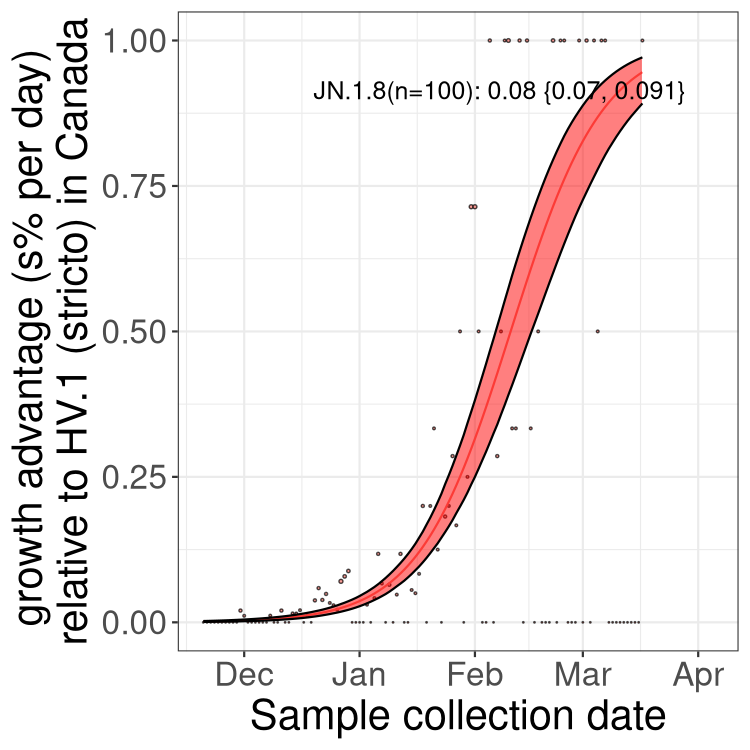 growth advantage (s% per day)
relative to HV.1 (stricto) in Canada
1.00
0.75
0.50
0.25
0.00
JN.1.8(n=100): 0.08 {0.07, 0.091}
Dec
Jan
Feb
Mar
Apr
Sample collection date